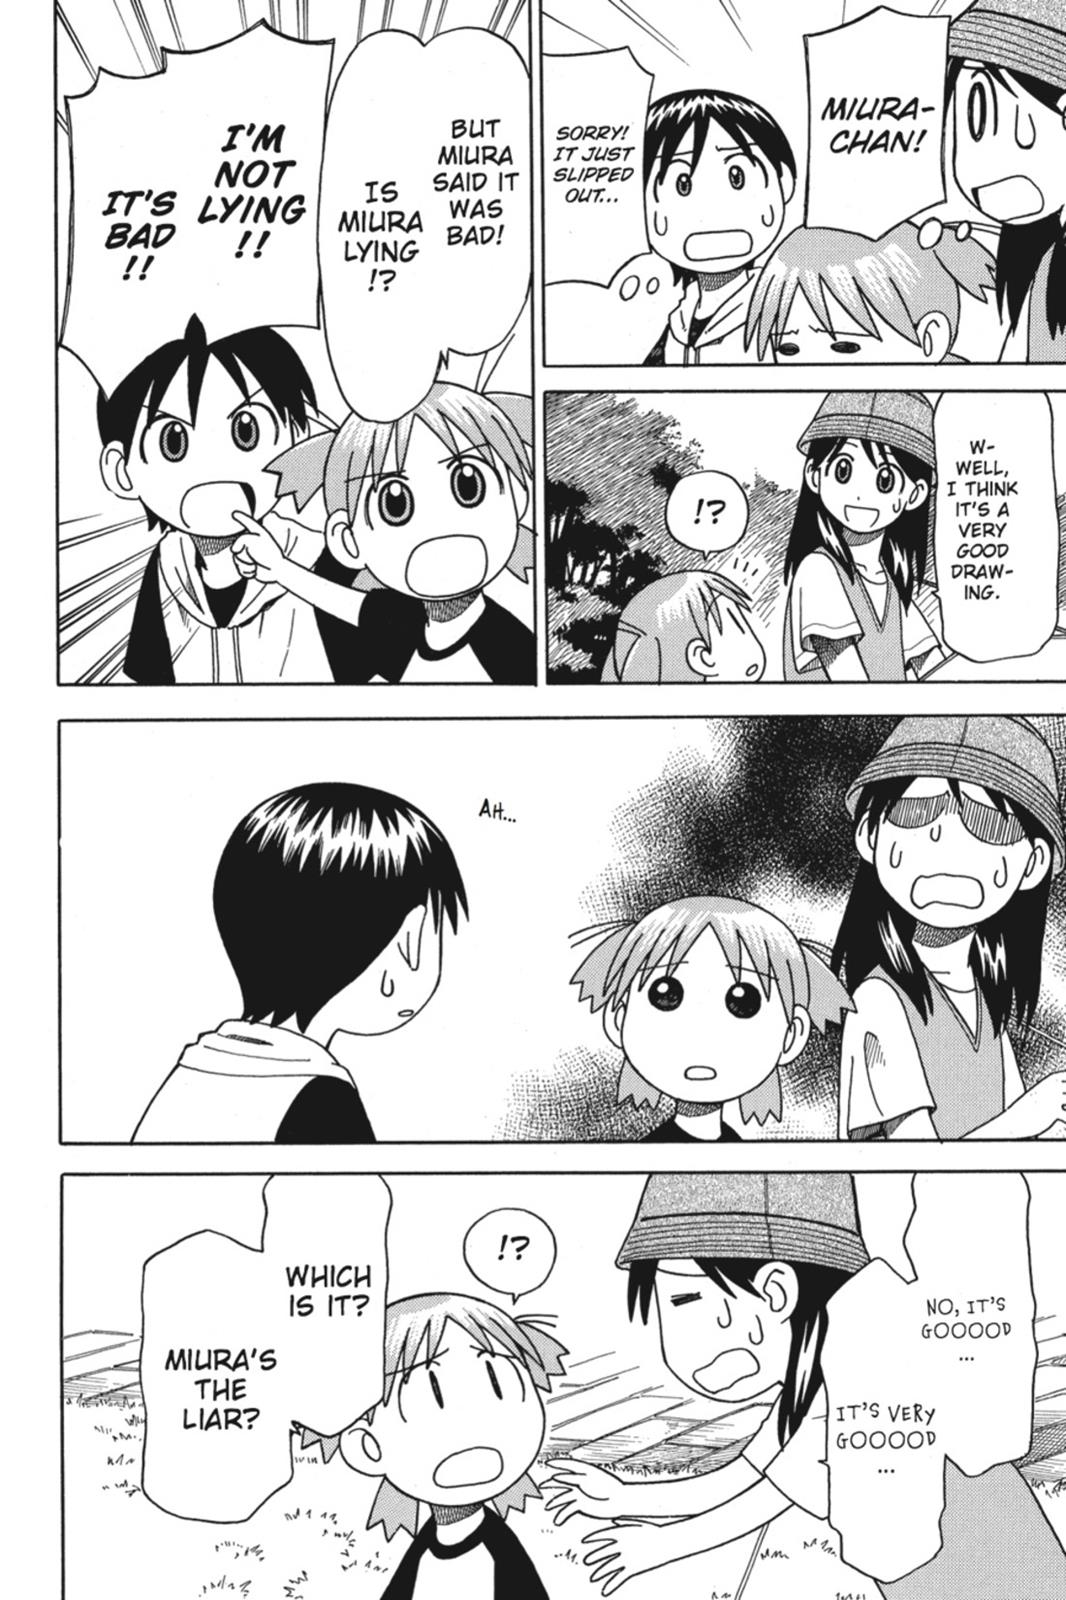 MIURA-
CHAN!
SORRY!
IT JUST
SLIPPED
OUT...
W-
WELL,
I THINK
IT'S A
VERY
GOOD
DRAW-
ING.
!?
BUT
MIURA
SAID IT
WAS
BAD!
IS
MIURA
LYING
!?
I'M
NOT
LYING
!!
IT'S
BAD
!!
AH...
NO, IT'S
GOOOOD
...
IT'S VERY
GOOOOD
...
!?
WHICH
IS IT?
MIURA'S
THE
LIAR?